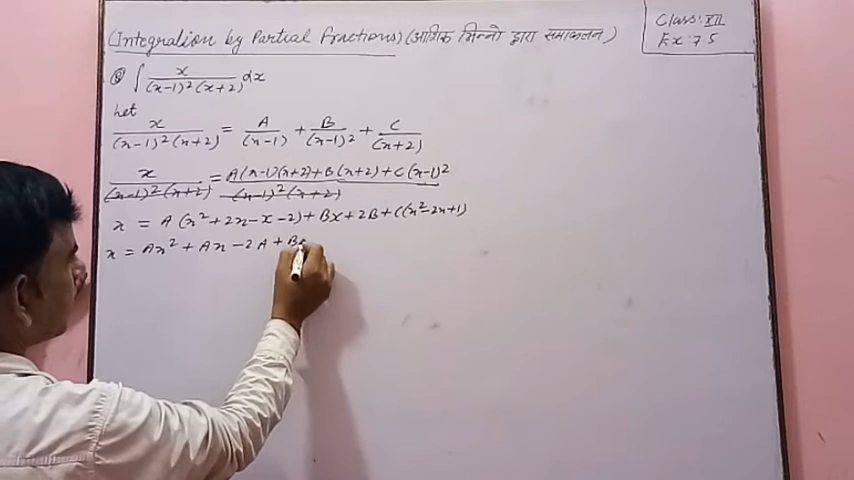 (Integration by Partial Fractions) (आंशिक भिन्नो द्वारा समाकलन)
Class: XII
Ex: 7.5
Q ∫ x/((x-1)²(x+2)) dx
Let
x/((x-1)²(x+2)) = A/(x-1) + B/(x-1)² + C/(x+2)
x/((x-1)²(x+2)) = (A(x-1)(x+2)+B(x+2)+C(x-1)²)/((x-1)²(x+2))
x = A(x²+2x-x-2)+Bx+2B+C(x²-2x+1)
x = Ax²+Ax-2A+B